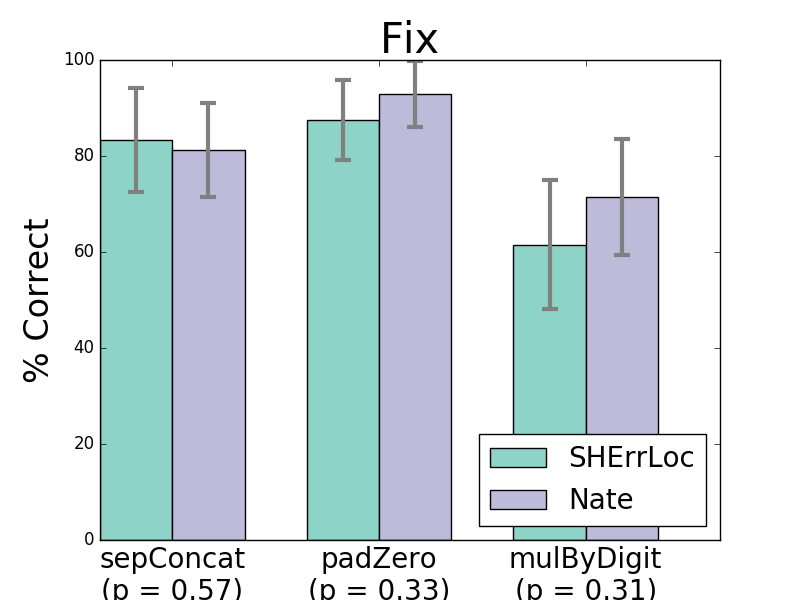 Fix
% Correct
100
80
60
40
20
0
SHErrLoc
Nate
sepConcat
(p = 0.57)
padZero
(p = 0.33)
mulByDigit
(p = 0.31)